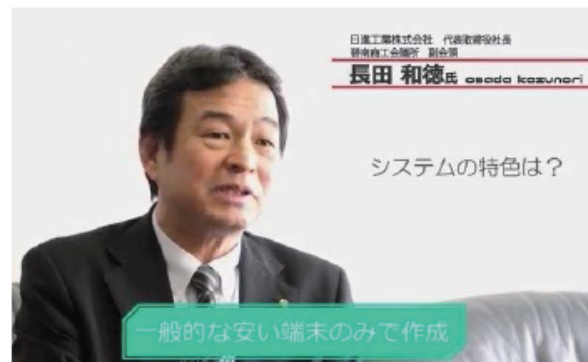 日進工業株式会社 代表取締役社長
碧南商工会議所 副会頭
長田 和徳氏 osada kazunori
システムの特色は？
一般的な安い端末のみで作成